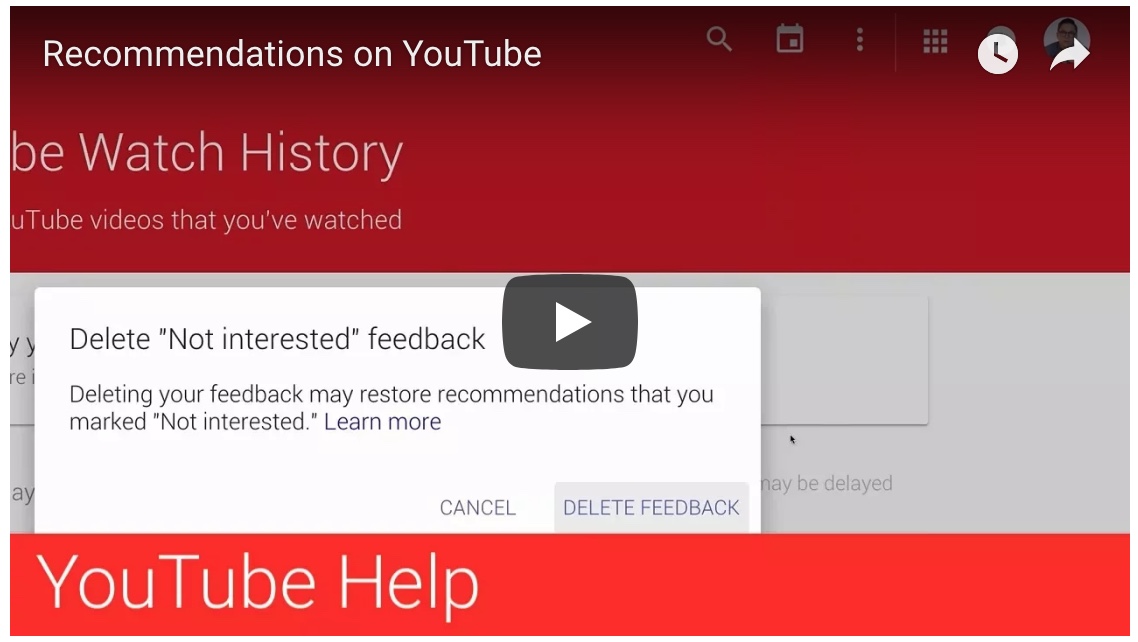 Recommendations on YouTube
be Watch History
uTube videos that you've watched
Delete "Not interested" feedback
y y
re i
Deleting your feedback may restore recommendations that you
marked "Not interested." Learn more
ay
may be delayed
CANCEL
DELETE FEEDBACK
YouTube Help